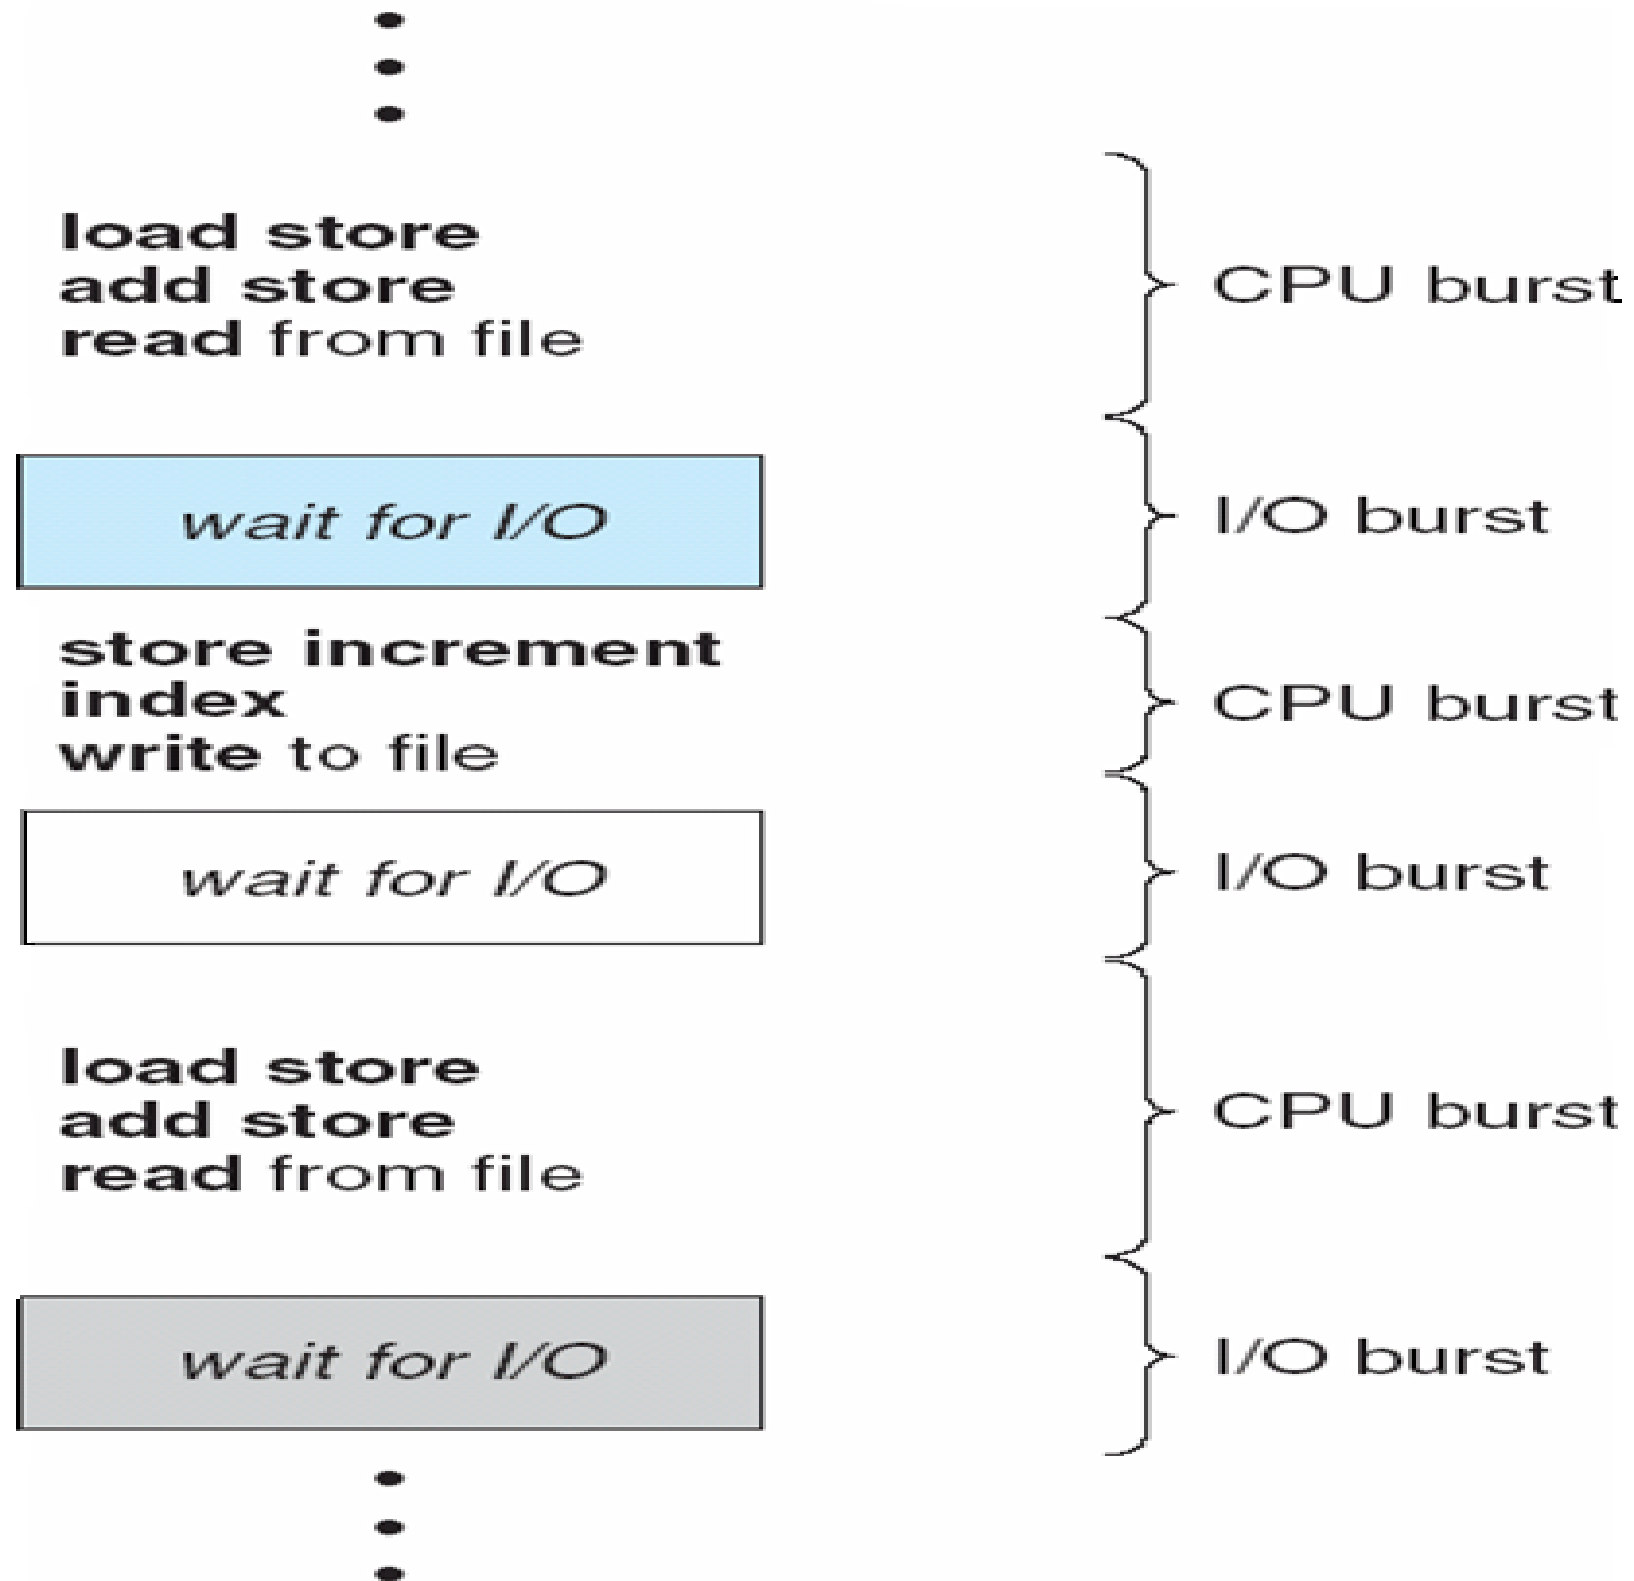 load store
add store
read from file
CPU burst
wait for I/O
I/O burst
store increment
index
write to file
CPU burst
wait for I/O
I/O burst
load store
add store
read from file
CPU burst
wait for I/O
I/O burst